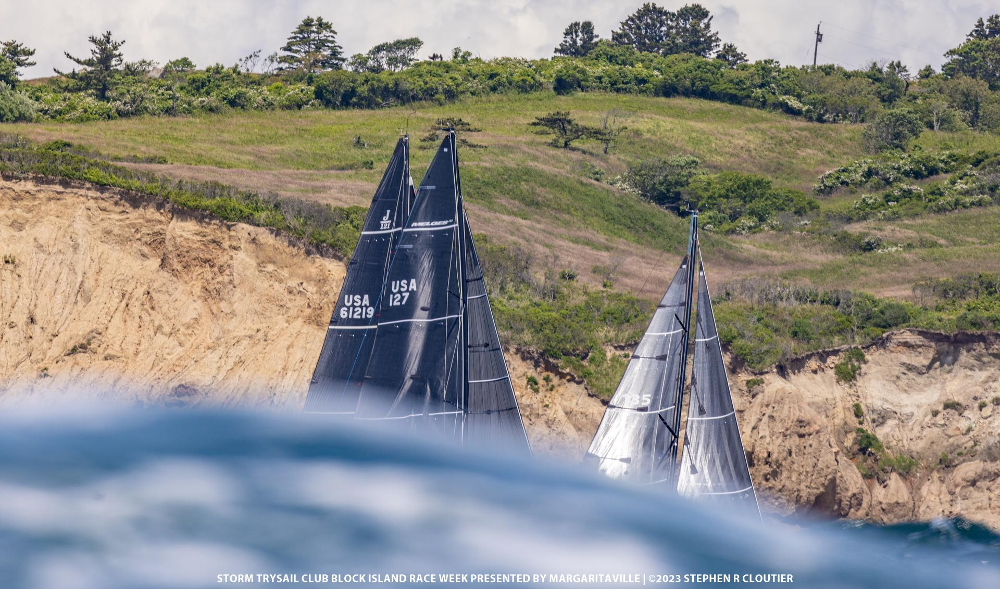 J
121
MELGES
USA
127
USA
61219
35
STORM TRYSAIL CLUB BLOCK ISLAND RACE WEEK PRESENTED BY MARGARITAVILLE | ©2023 STEPHEN R CLOUTIER